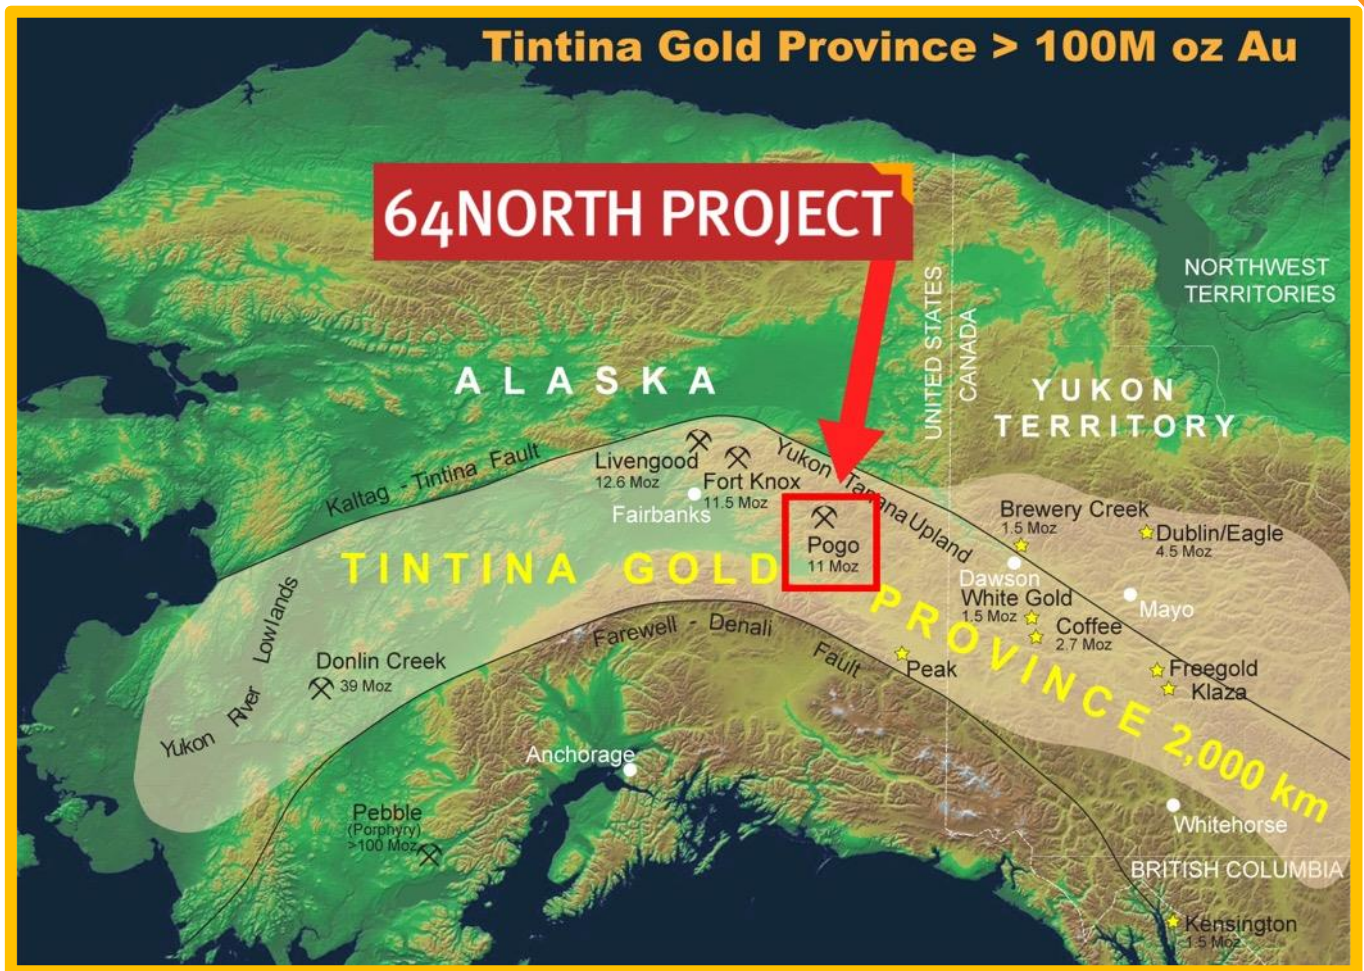 Tintina Gold Province > 100M oz Au
64NORTH PROJECT
NORTHWEST
TERRITORIES
UNITED STATES
CANADA
ALASKA
YUKON
TERRITORY
Kaltag - Tintina Fault
Livengood
12.6 Moz
Fort Knox
11.5 Moz
Fairbanks
Yukon - Tanana Upland
Pogo
11 Moz
Brewery Creek
1.5 Moz
Dublin/Eagle
4.5 Moz
TINTINA GOLD PROVINCE 2,000 km
Dawson
White Gold
1.5 Moz
Mayo
Coffee
2.7 Moz
Yukon River Lowlands
Farewell - Denali Fault
Donlin Creek
39 Moz
Peak
Freegold
Klaza
Anchorage
Pebble
(Porphyry)
>100 Moz
Whitehorse
BRITISH COLUMBIA
Kensington
1.5 Moz